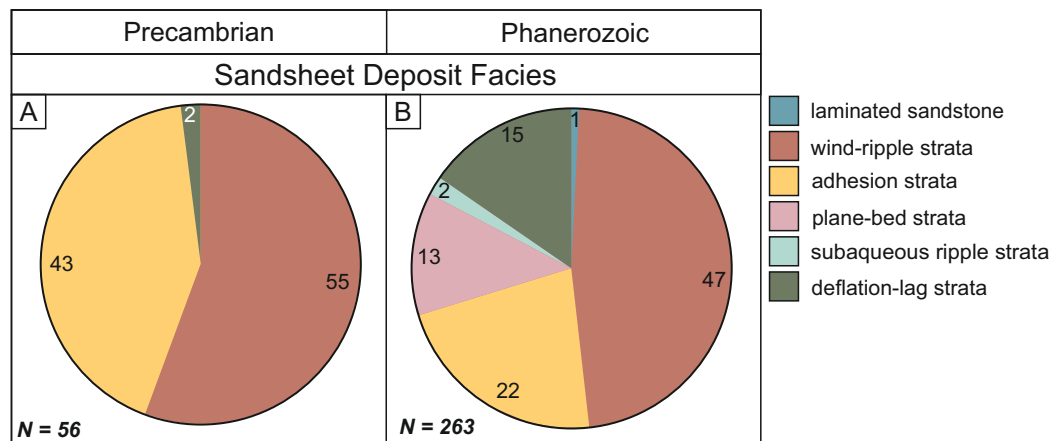 Precambrian
Phanerozoic
Sandsheet Deposit Facies
A
2
43
55
N = 56
B
15
1
2
13
47
22
N = 263
laminated sandstone
wind-ripple strata
adhesion strata
plane-bed strata
subaqueous ripple strata
deflation-lag strata